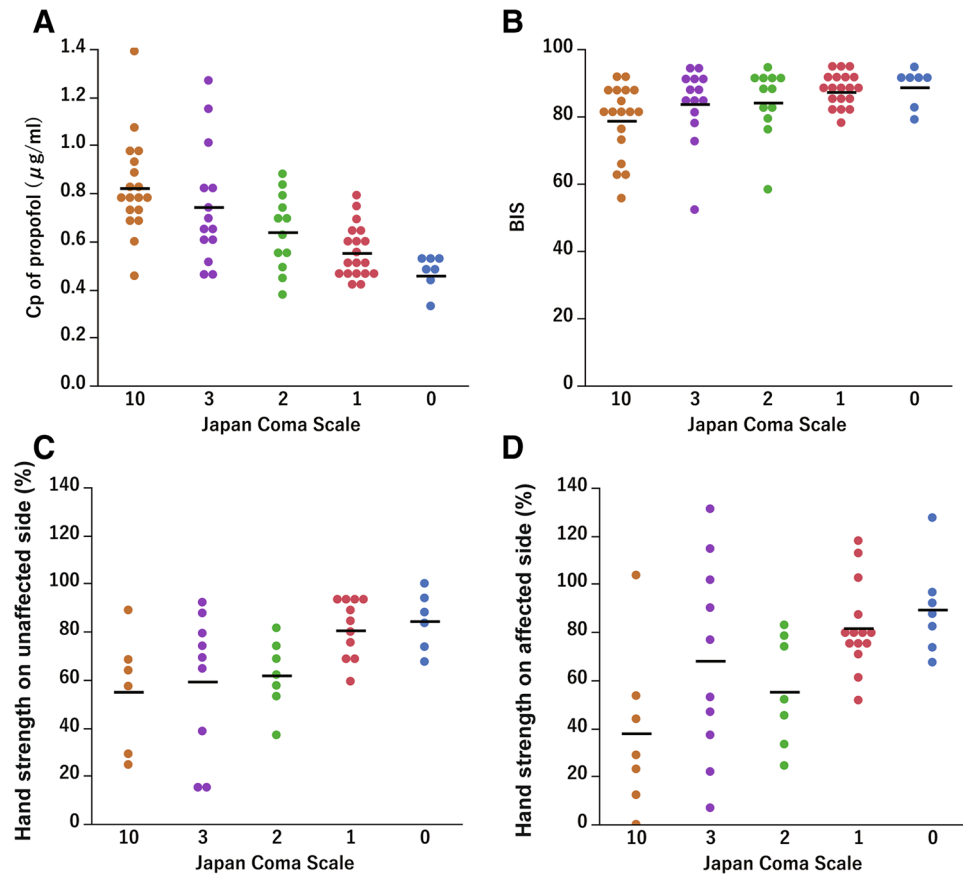 A
Cp of propofol (μg/ml)
1.4
1.2
1.0
0.8
0.6
0.4
0.2
0.0
10 3 2 1 0
Japan Coma Scale
B
BIS
100
80
60
40
20
0
10 3 2 1 0
Japan Coma Scale
C
Hand strength on unaffected side (%)
140
120
100
80
60
40
20
0
10 3 2 1 0
Japan Coma Scale
D
Hand strength on affected side (%)
140
120
100
80
60
40
20
0
10 3 2 1 0
Japan Coma Scale